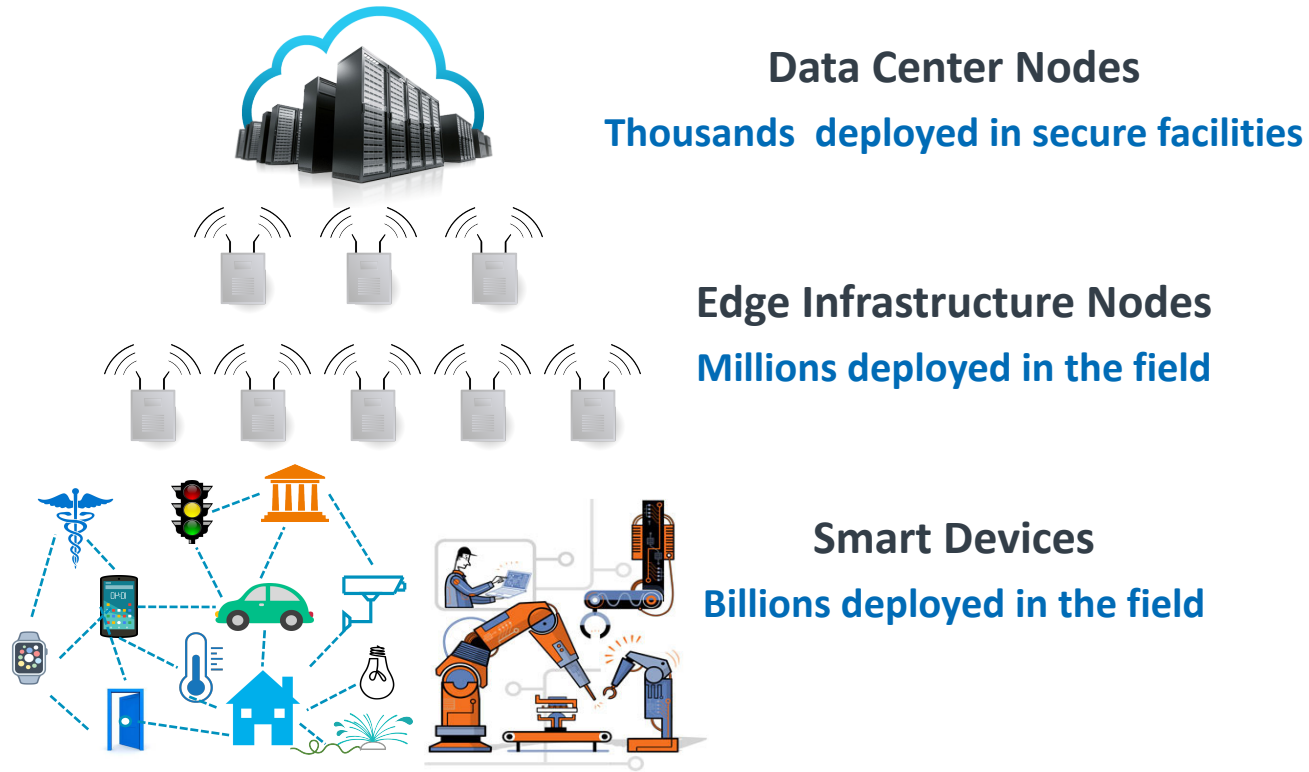 Data Center Nodes
Thousands deployed in secure facilities
Edge Infrastructure Nodes
Millions deployed in the field
Smart Devices
Billions deployed in the field